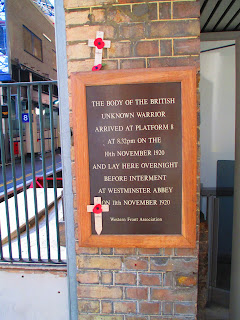 THE BODY OF THE BRITISH
UNKNOWN WARRIOR
ARRIVED AT PLATFORM 8
AT 8.32pm ON THE
10th NOVEMBER 1920
AND LAY HERE OVERNIGHT
BEFORE INTERMENT
AT WESTMINSTER ABBEY
ON 11th NOVEMBER 1920
Western Front Association
8